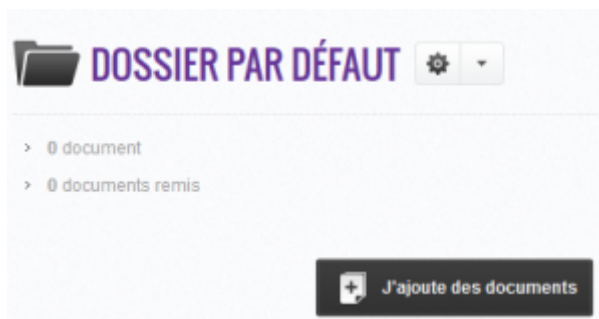 DOSSIER PAR DÉFAUT
> 0 document
> 0 documents remis
J'ajoute des documents